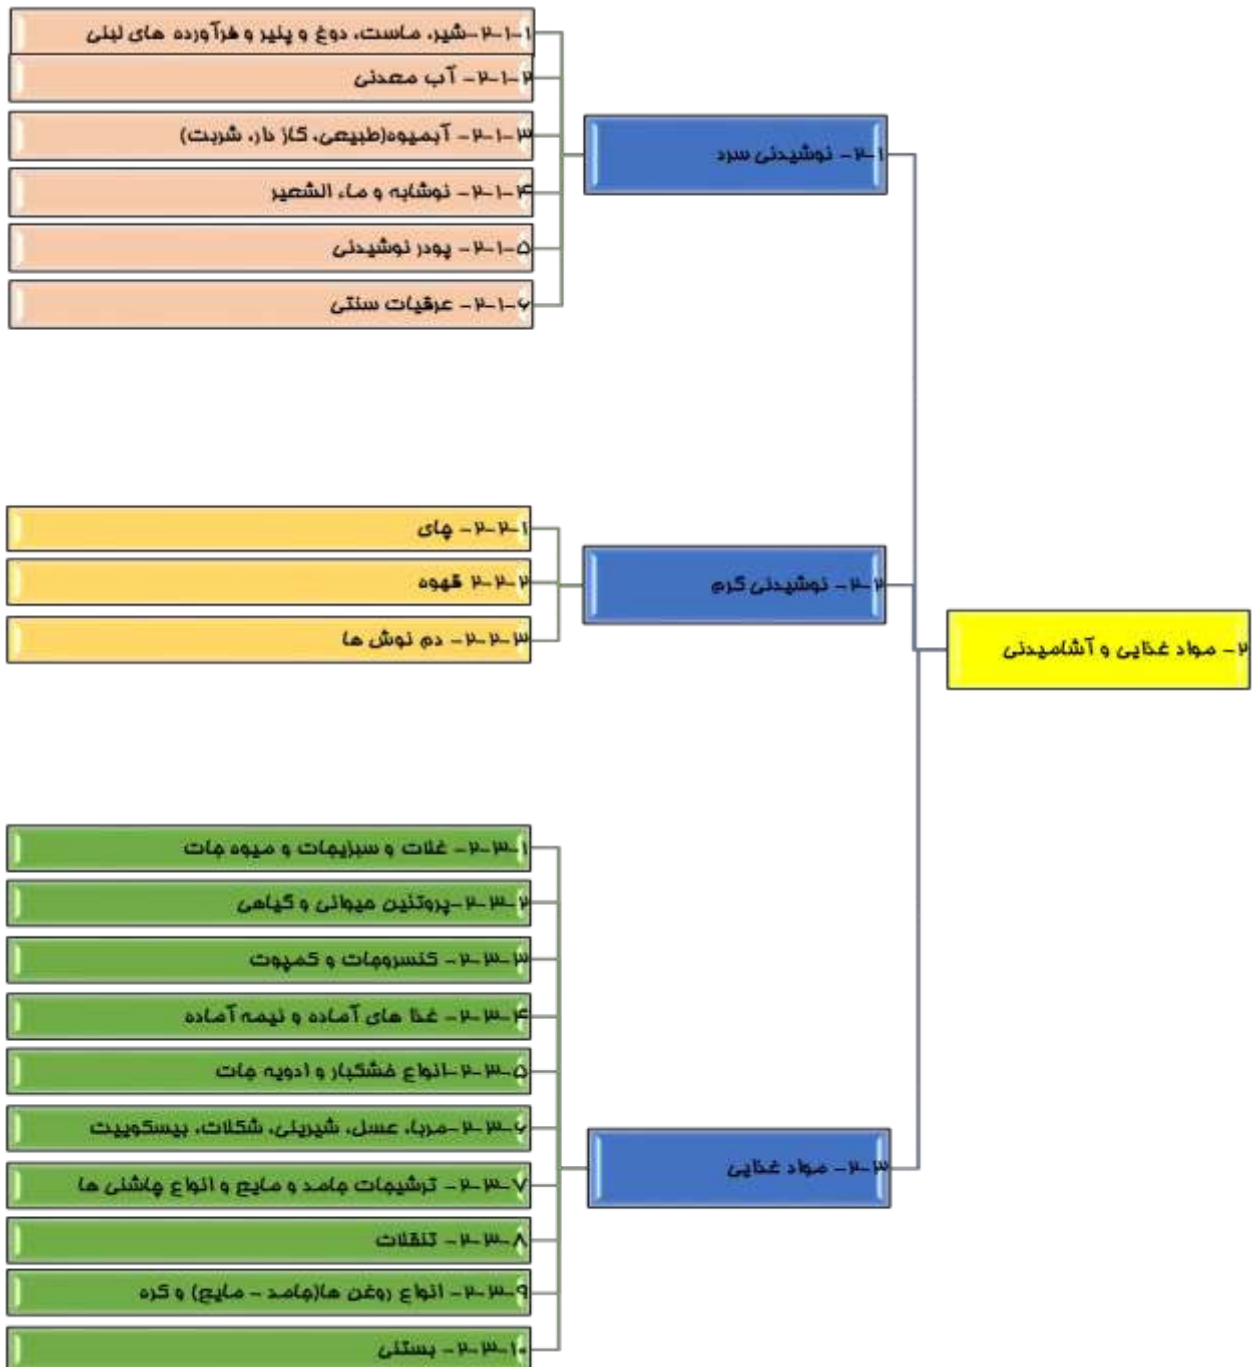 ۲- مواد غذایی و آشامیدنی
۲-۱- نوشیدنی سرد
۲-۱-۱-شیر، ماست، دوغ و پنیر و فرآورده های لبنی
۲-۱-۲- آب معدنی
۲-۱-۳- آبمیوه(طبیعی، گاز دار، شربت)
۲-۱-۴- نوشابه و ماء الشعیر
۲-۱-۵- پودر نوشیدنی
۲-۱-۶- عرقیات سنتی
۲-۲- نوشیدنی گرم
۲-۲-۱- چای
۲-۲-۲ قهوه
۲-۲-۳- دم نوش ها
۲-۳- مواد غذایی
۲-۳-۱- غلات و سبزیجات و میوه جات
۲-۳-۲-پروتئین حیوانی و گیاهی
۲-۳-۳- کنسروجات و کمپوت
۲-۳-۴- غذا های آماده و نیمه آماده
۲-۳-۵-انواع خشکبار و ادویه جات
۲-۳-۶-مربا، عسل، شیرینی، شکلات، بیسکوییت
۲-۳-۷- ترشیجات جامد و مایع و انواع چاشنی ها
۲-۳-۸- تنقلات
۲-۳-۹- انواع روغن ها(جامد - مایع) و کره
۲-۳-۱۰- بستنی